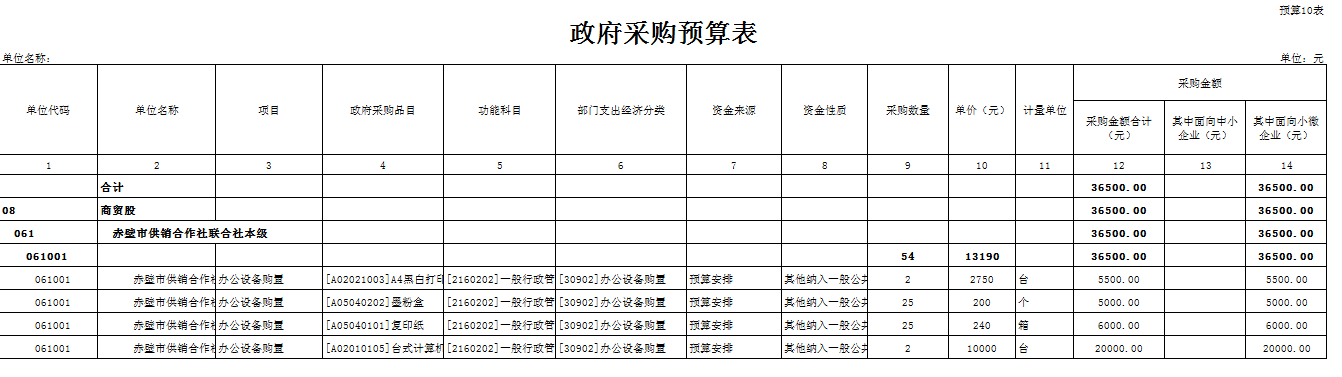 预算10表
政府采购预算表
单位名称： 单位：元
单位代码 单位名称 项目 政府采购品目 功能科目 部门支出经济分类 资金来源 资金性质 采购数量 单价（元） 计量单位 采购金额
采购金额合计（元） 其中面向中小企业（元） 其中面向小微企业（元）
1 2 3 4 5 6 7 8 9 10 11 12 13 14
合计 36500.00 36500.00
08 商贸股 36500.00 36500.00
061 赤壁市供销合作社联合社本级 36500.00 36500.00
061001 54 13190 36500.00 36500.00
061001 赤壁市供销合作社 办公设备购置 [A02021003]A4黑白打印 [2160202]一般行政管 [30902]办公设备购置 预算安排 其他纳入一般公共 2 2750 台 5500.00 5500.00
061001 赤壁市供销合作社 办公设备购置 [A05040202]墨粉盒 [2160202]一般行政管 [30902]办公设备购置 预算安排 其他纳入一般公共 25 200 个 5000.00 5000.00
061001 赤壁市供销合作社 办公设备购置 [A05040101]复印纸 [2160202]一般行政管 [30902]办公设备购置 预算安排 其他纳入一般公共 25 240 箱 6000.00 6000.00
061001 赤壁市供销合作社 办公设备购置 [A02010105]台式计算机 [2160202]一般行政管 [30902]办公设备购置 预算安排 其他纳入一般公共 2 10000 台 20000.00 20000.00